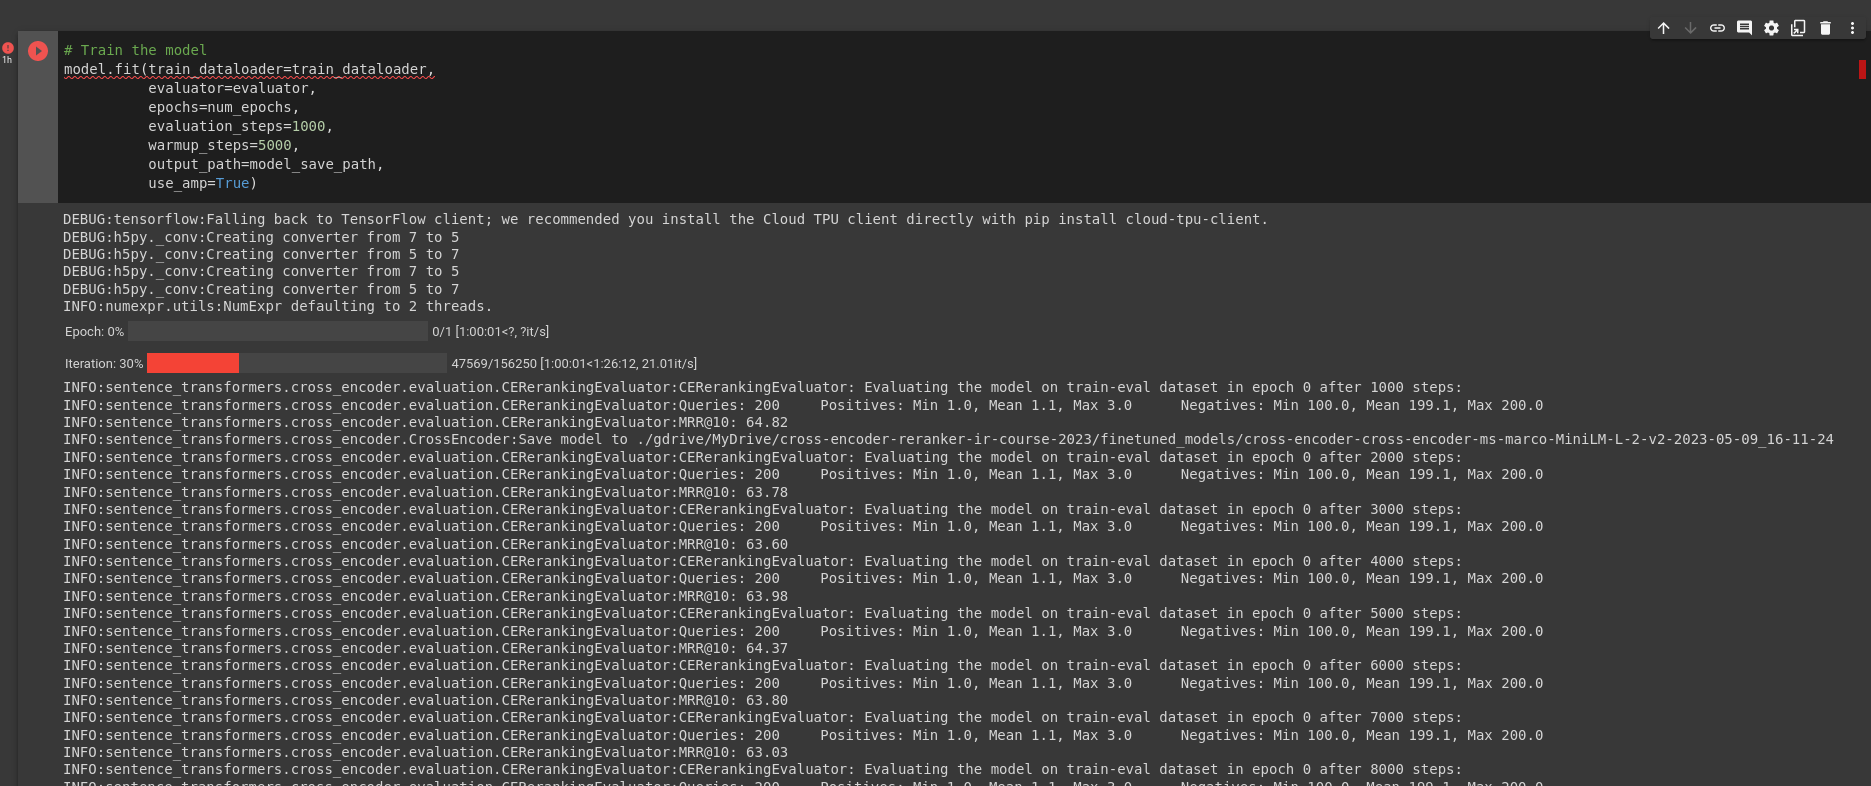 # Train the model
model.fit(train_dataloader=train_dataloader,
          evaluator=evaluator,
          epochs=num_epochs,
          evaluation_steps=1000,
          warmup_steps=5000,
          output_path=model_save_path,
          use_amp=True)
1h
DEBUG:tensorflow:Falling back to TensorFlow client; we recommended you install the Cloud TPU client directly with pip install cloud-tpu-client.
DEBUG:h5py._conv:Creating converter from 7 to 5
DEBUG:h5py._conv:Creating converter from 5 to 7
DEBUG:h5py._conv:Creating converter from 7 to 5
DEBUG:h5py._conv:Creating converter from 5 to 7
INFO:numexpr.utils:NumExpr defaulting to 2 threads.
Epoch: 0% 0/1 [1:00:01<?, ?it/s]
Iteration: 30% 47569/156250 [1:00:01<1:26:12, 21.01it/s]
INFO:sentence_transformers.cross_encoder.evaluation.CERerankingEvaluator:CERerankingEvaluator: Evaluating the model on train-eval dataset in epoch 0 after 1000 steps:
INFO:sentence_transformers.cross_encoder.evaluation.CERerankingEvaluator:Queries: 200 Positives: Min 1.0, Mean 1.1, Max 3.0 Negatives: Min 100.0, Mean 199.1, Max 200.0
INFO:sentence_transformers.cross_encoder.evaluation.CERerankingEvaluator:MRR@10: 64.82
INFO:sentence_transformers.cross_encoder.CrossEncoder:Save model to ./gdrive/MyDrive/cross-encoder-reranker-ir-course-2023/finetuned_models/cross-encoder-cross-encoder-ms-marco-MiniLM-L-2-v2-2023-05-09_16-11-24
INFO:sentence_transformers.cross_encoder.evaluation.CERerankingEvaluator:CERerankingEvaluator: Evaluating the model on train-eval dataset in epoch 0 after 2000 steps:
INFO:sentence_transformers.cross_encoder.evaluation.CERerankingEvaluator:Queries: 200 Positives: Min 1.0, Mean 1.1, Max 3.0 Negatives: Min 100.0, Mean 199.1, Max 200.0
INFO:sentence_transformers.cross_encoder.evaluation.CERerankingEvaluator:MRR@10: 63.78
INFO:sentence_transformers.cross_encoder.evaluation.CERerankingEvaluator:CERerankingEvaluator: Evaluating the model on train-eval dataset in epoch 0 after 3000 steps:
INFO:sentence_transformers.cross_encoder.evaluation.CERerankingEvaluator:Queries: 200 Positives: Min 1.0, Mean 1.1, Max 3.0 Negatives: Min 100.0, Mean 199.1, Max 200.0
INFO:sentence_transformers.cross_encoder.evaluation.CERerankingEvaluator:MRR@10: 63.60
INFO:sentence_transformers.cross_encoder.evaluation.CERerankingEvaluator:CERerankingEvaluator: Evaluating the model on train-eval dataset in epoch 0 after 4000 steps:
INFO:sentence_transformers.cross_encoder.evaluation.CERerankingEvaluator:Queries: 200 Positives: Min 1.0, Mean 1.1, Max 3.0 Negatives: Min 100.0, Mean 199.1, Max 200.0
INFO:sentence_transformers.cross_encoder.evaluation.CERerankingEvaluator:MRR@10: 63.98
INFO:sentence_transformers.cross_encoder.evaluation.CERerankingEvaluator:CERerankingEvaluator: Evaluating the model on train-eval dataset in epoch 0 after 5000 steps:
INFO:sentence_transformers.cross_encoder.evaluation.CERerankingEvaluator:Queries: 200 Positives: Min 1.0, Mean 1.1, Max 3.0 Negatives: Min 100.0, Mean 199.1, Max 200.0
INFO:sentence_transformers.cross_encoder.evaluation.CERerankingEvaluator:MRR@10: 64.37
INFO:sentence_transformers.cross_encoder.evaluation.CERerankingEvaluator:CERerankingEvaluator: Evaluating the model on train-eval dataset in epoch 0 after 6000 steps:
INFO:sentence_transformers.cross_encoder.evaluation.CERerankingEvaluator:Queries: 200 Positives: Min 1.0, Mean 1.1, Max 3.0 Negatives: Min 100.0, Mean 199.1, Max 200.0
INFO:sentence_transformers.cross_encoder.evaluation.CERerankingEvaluator:MRR@10: 63.80
INFO:sentence_transformers.cross_encoder.evaluation.CERerankingEvaluator:CERerankingEvaluator: Evaluating the model on train-eval dataset in epoch 0 after 7000 steps:
INFO:sentence_transformers.cross_encoder.evaluation.CERerankingEvaluator:Queries: 200 Positives: Min 1.0, Mean 1.1, Max 3.0 Negatives: Min 100.0, Mean 199.1, Max 200.0
INFO:sentence_transformers.cross_encoder.evaluation.CERerankingEvaluator:MRR@10: 63.03
INFO:sentence_transformers.cross_encoder.evaluation.CERerankingEvaluator:CERerankingEvaluator: Evaluating the model on train-eval dataset in epoch 0 after 8000 steps: